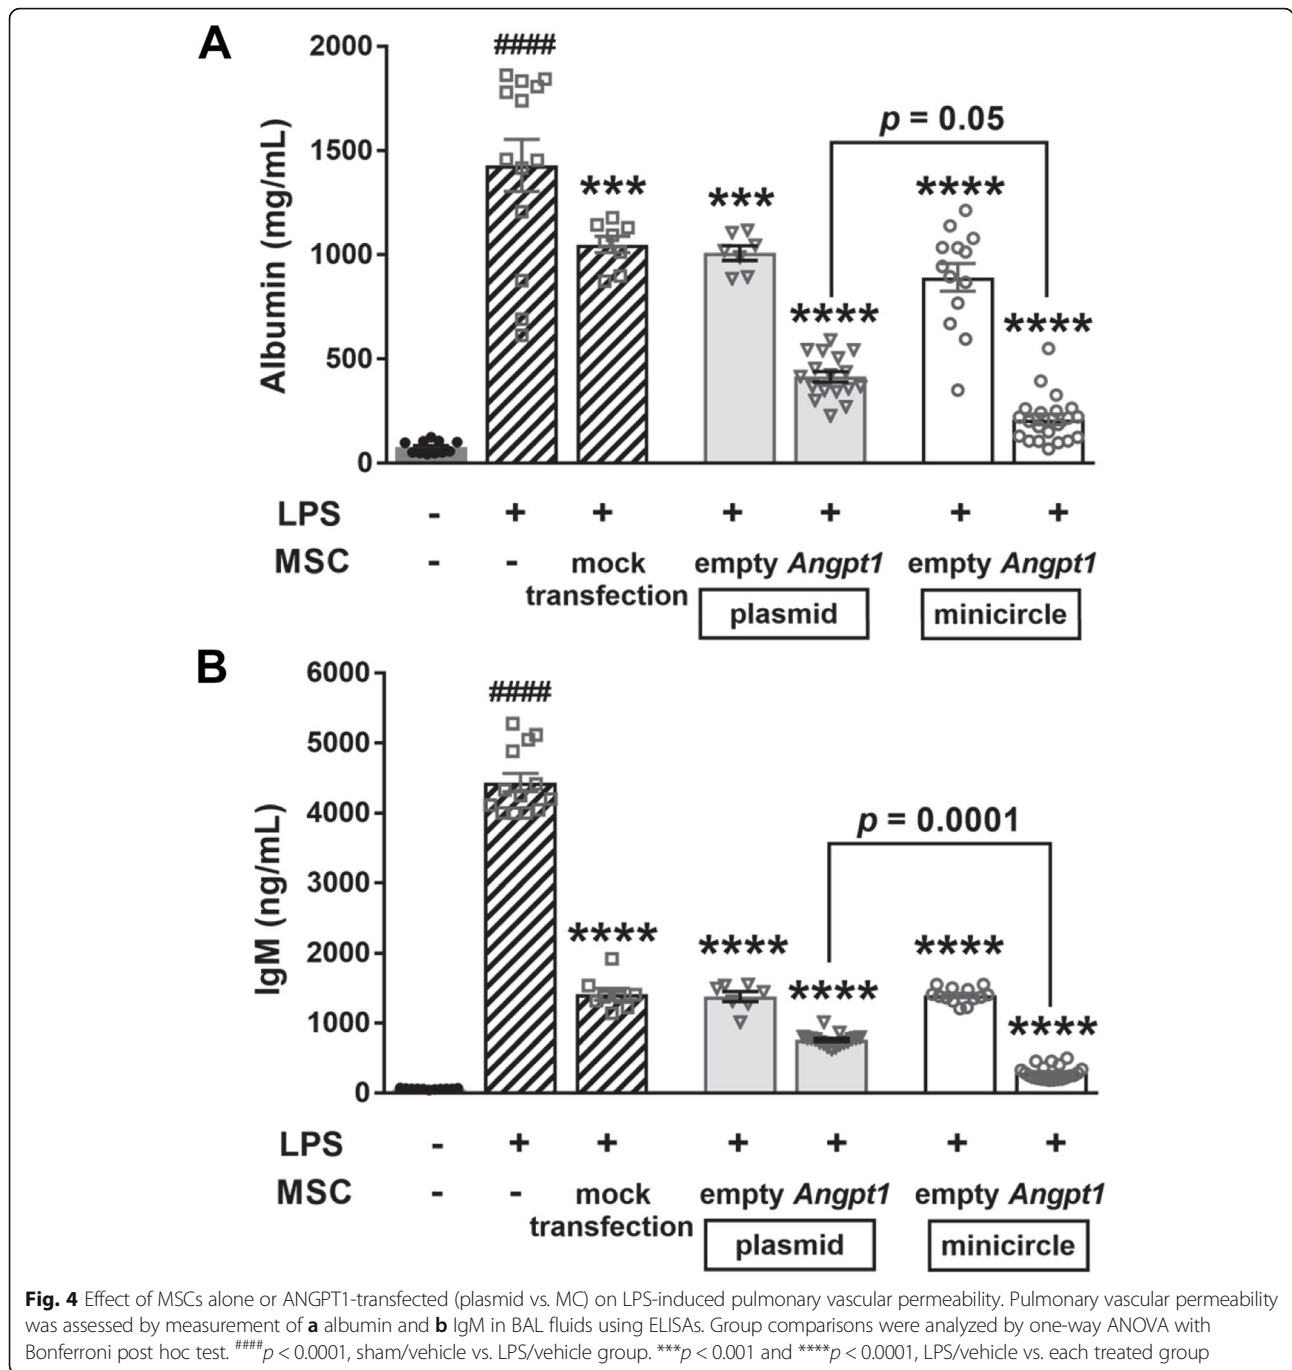 A
2000
1500
1000
500
0
Albumin (mg/mL)
####
***
***
****
****
****
p = 0.05
LPS - + + + + + +
MSC - - mock empty Angpt1 empty Angpt1
transfection
plasmid minicircle
B
6000
5000
4000
3000
2000
1000
0
IgM (ng/mL)
####
****
****
****
****
****
p = 0.0001
LPS - + + + + + +
MSC - - mock empty Angpt1 empty Angpt1
transfection
plasmid minicircle
Fig. 4 Effect of MSCs alone or ANGPT1-transfected (plasmid vs. MC) on LPS-induced pulmonary vascular permeability. Pulmonary vascular permeability
was assessed by measurement of a albumin and b IgM in BAL fluids using ELISAs. Group comparisons were analyzed by one-way ANOVA with
Bonferroni post hoc test. ####p < 0.0001, sham/vehicle vs. LPS/vehicle group. ***p < 0.001 and ****p < 0.0001, LPS/vehicle vs. each treated group